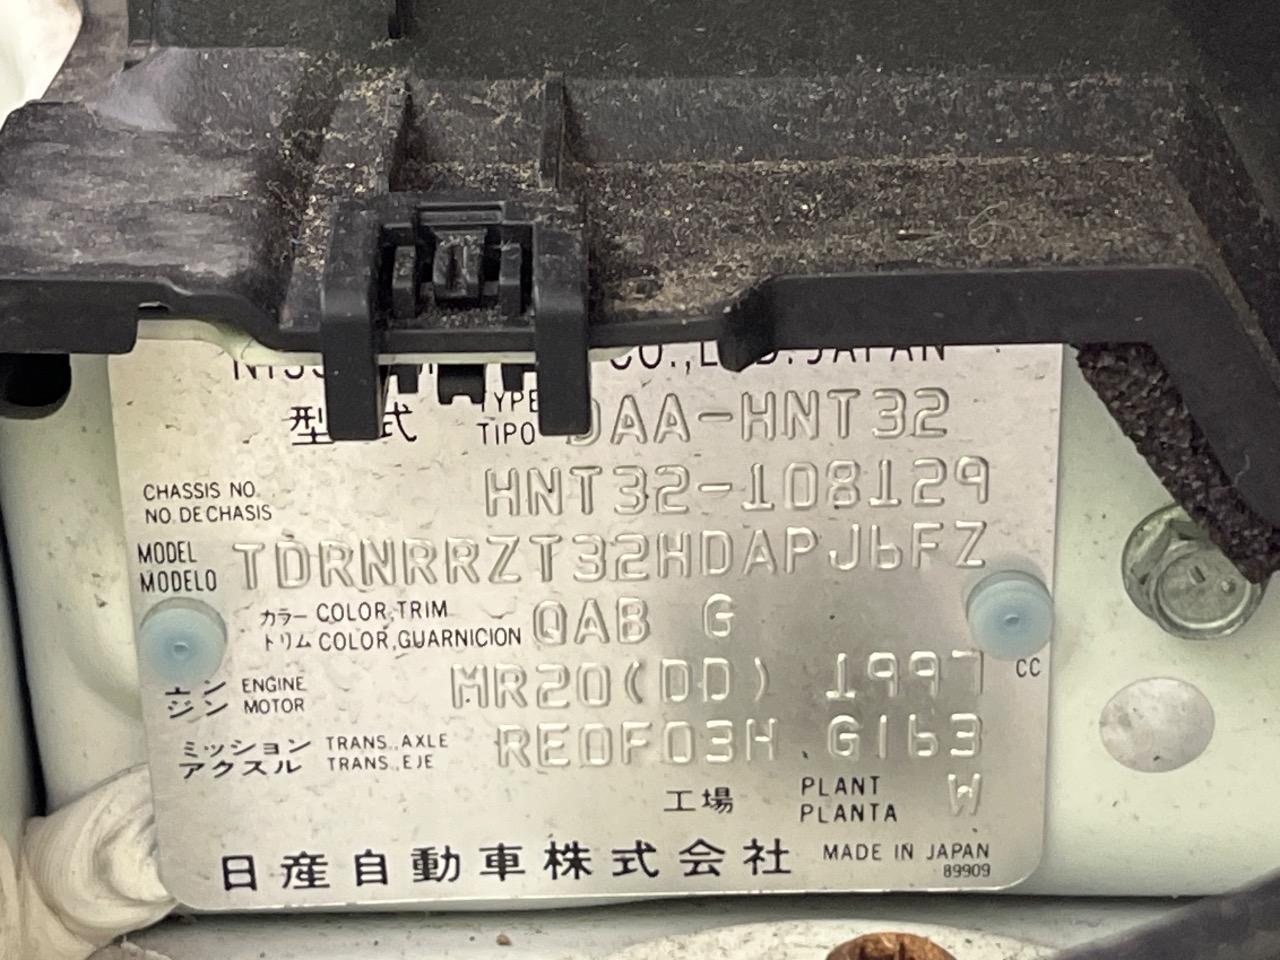 CO.,LTD.JAPAN
型式 TYPE TIPO DAA-HNT32
CHASSIS NO. NO. DE CHASIS HNT32-108129
MODEL MODELO TDRNRRZT32HDAPJ6FZ
カラー COLOR,TRIM
トリム COLOR,GUARNICION QAB G
エンジン ENGINE MOTOR MR20(DD) 1997 CC
ミッション TRANS.,AXLE
アクスル TRANS.,EJE RE0F03H G163
工場 PLANT PLANTA W
日産自動車株式会社 MADE IN JAPAN
89909